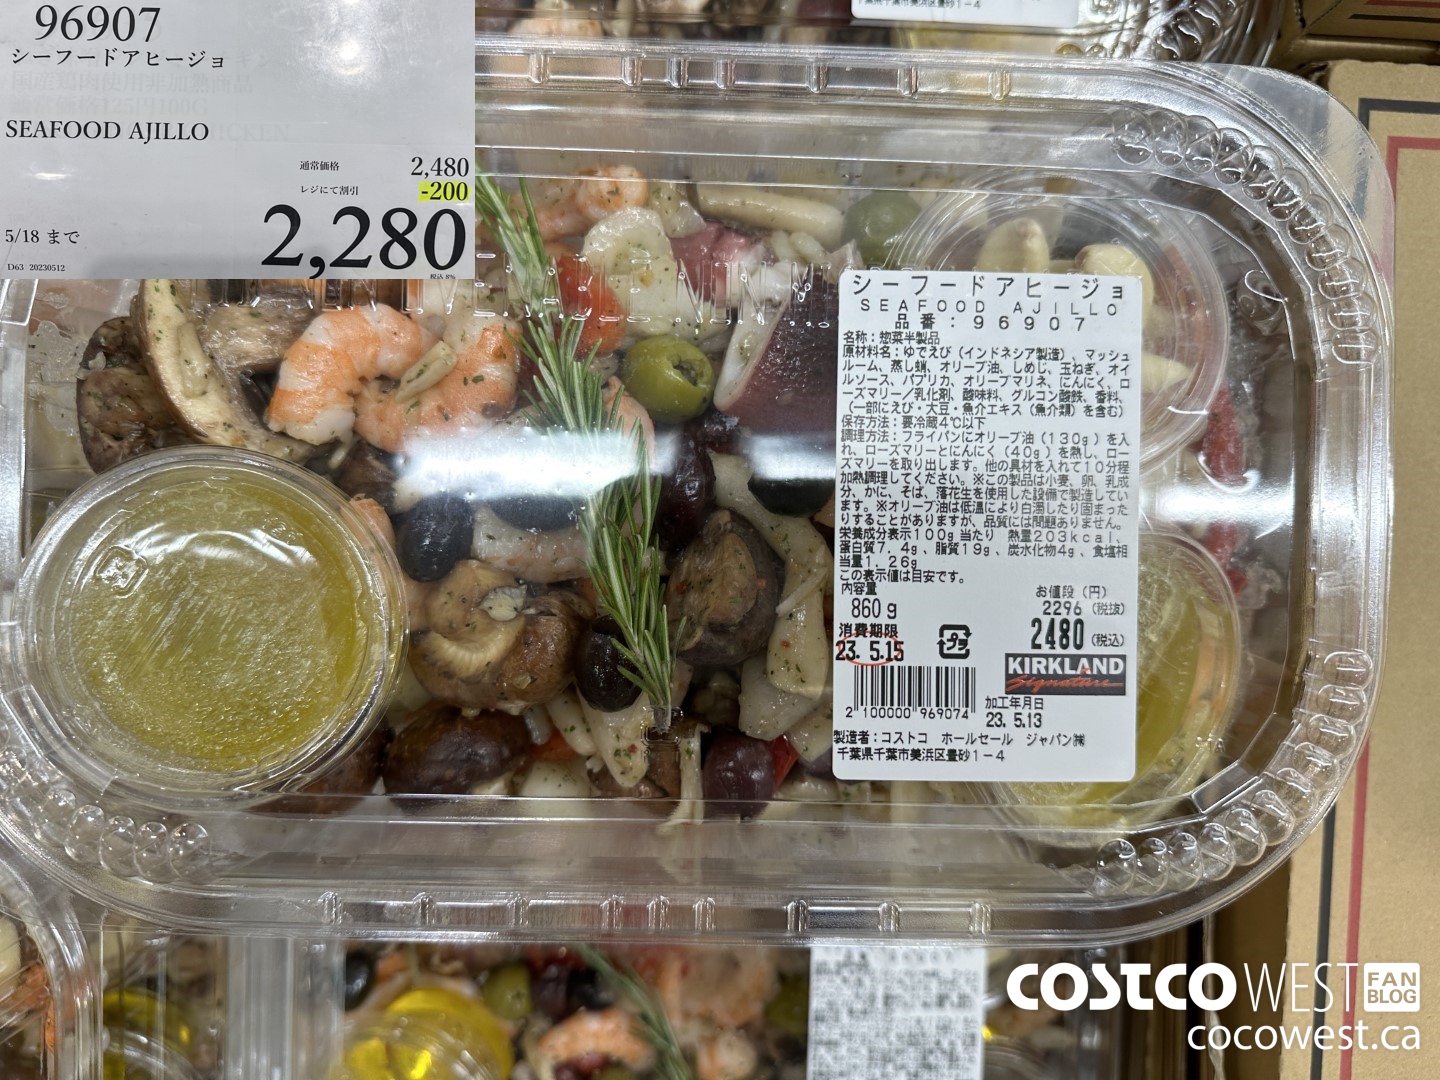 96907
シーフードアヒージョ
SEAFOOD AJILLO
通常価格 2,480
レジにて割引 -200
2,280
5/18 まで
D63 20230512
税込 8%
シーフードアヒージョ
SEAFOOD AJILLO
品番:96907
名称:惣菜半製品
原材料名:ゆでえび(インドネシア製造)、マッシュ
ルーム、蒸し蛸、オリーブ油、しめじ、玉ねぎ、オイ
ルソース、パプリカ、オリーブマリネ、にんにく、ロ
ーズマリー/乳化剤、酸味料、グルコン酸鉄、香料、
(一部にえび・大豆・魚介エキス(魚介類)を含む)
保存方法:要冷蔵4℃以下
調理方法:フライパンにオリーブ油(130g)を入
れ、ローズマリーとにんにく(40g)を熱し、ロー
ズマリーを取り出します。他の具材を入れて10分程
加熱調理してください。※この製品は小麦、卵、乳成
分、かに、そば、落花生を使用した設備で製造してい
ます。※オリーブ油は低温により白濁したり固まった
りすることがありますが、品質には問題ありません。
栄養成分表示100g当たり 熱量203kcal、
蛋白質7.4g、脂質19g、炭水化物4g、食塩相
当量1.26g
この表示値は目安です。
内容量
860g
お値段(円)
2296(税抜)
2480(税込)
消費期限
23.5.15
プラ
KIRKLAND
Signature
2 100000 969074
加工年月日
23.5.13
製造者:コストコ ホールセール ジャパン㈱
千葉県千葉市美浜区豊砂1-4
COSTCO WEST FAN BLOG
cocowest.ca